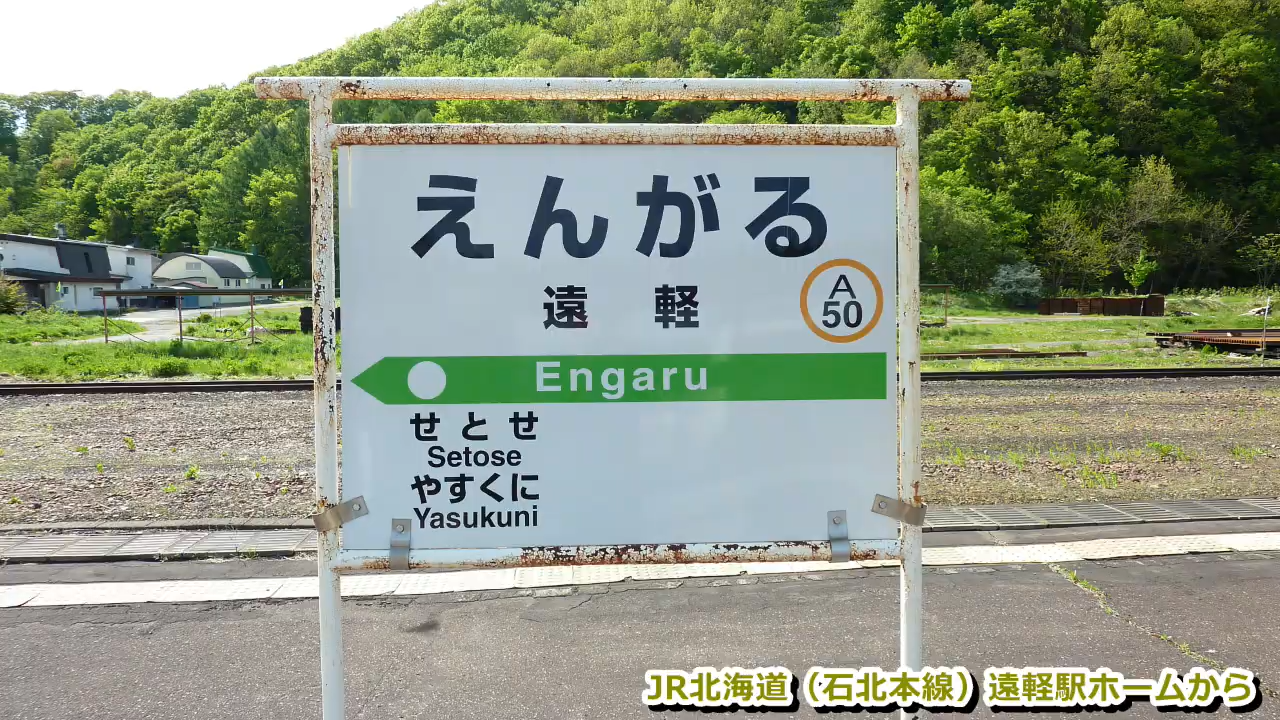 えんがる
遠軽
A
50
Engaru
せとせ
Setose
やすくに
Yasukuni
JR北海道（石北本線）遠軽駅ホームから